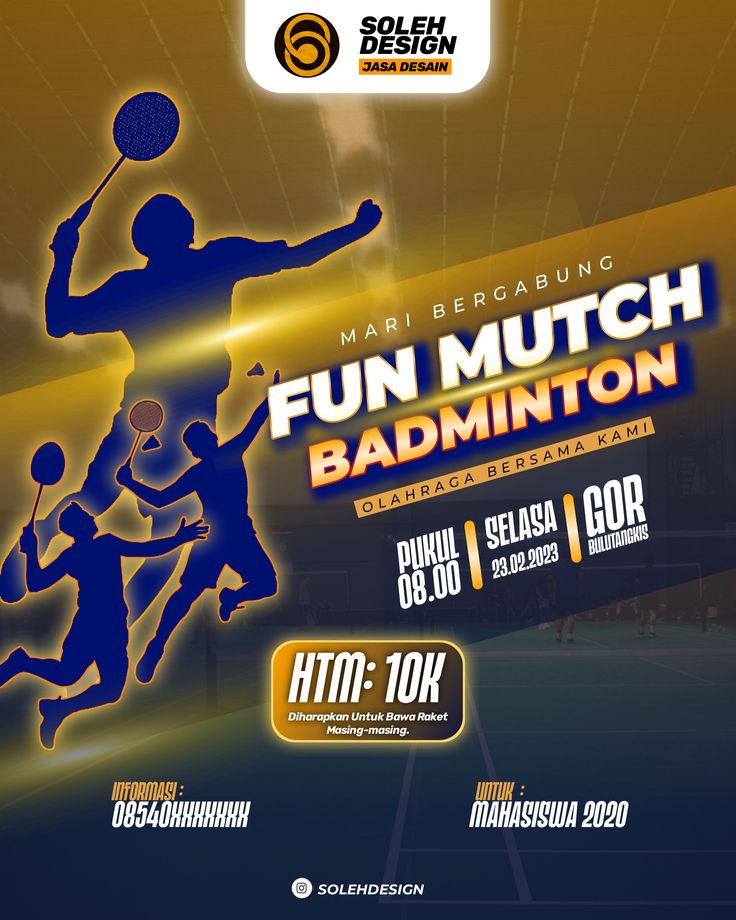 SOLEH
DESIGN
JASA DESAIN
MARI BERGABUNG
FUN MUTCH
BADMINTON
OLAHRAGA BERSAMA KAMI
PUKUL
08.00
SELASA
23.02.2023
GOR
BULUTANGKIS
HTM: 10K
Diharapkan Untuk Bawa Raket
Masing-masing.
INFORMASI :
08540XXXXXXX
UNTUK :
MAHASISWA 2020
SOLEHDESIGN